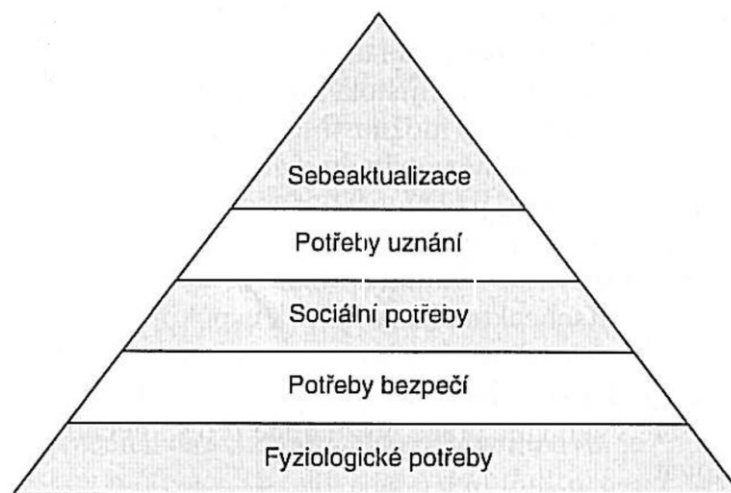 Sebeaktualizace
Potřeby uznání
Sociální potřeby
Potřeby bezpečí
Fyziologické potřeby